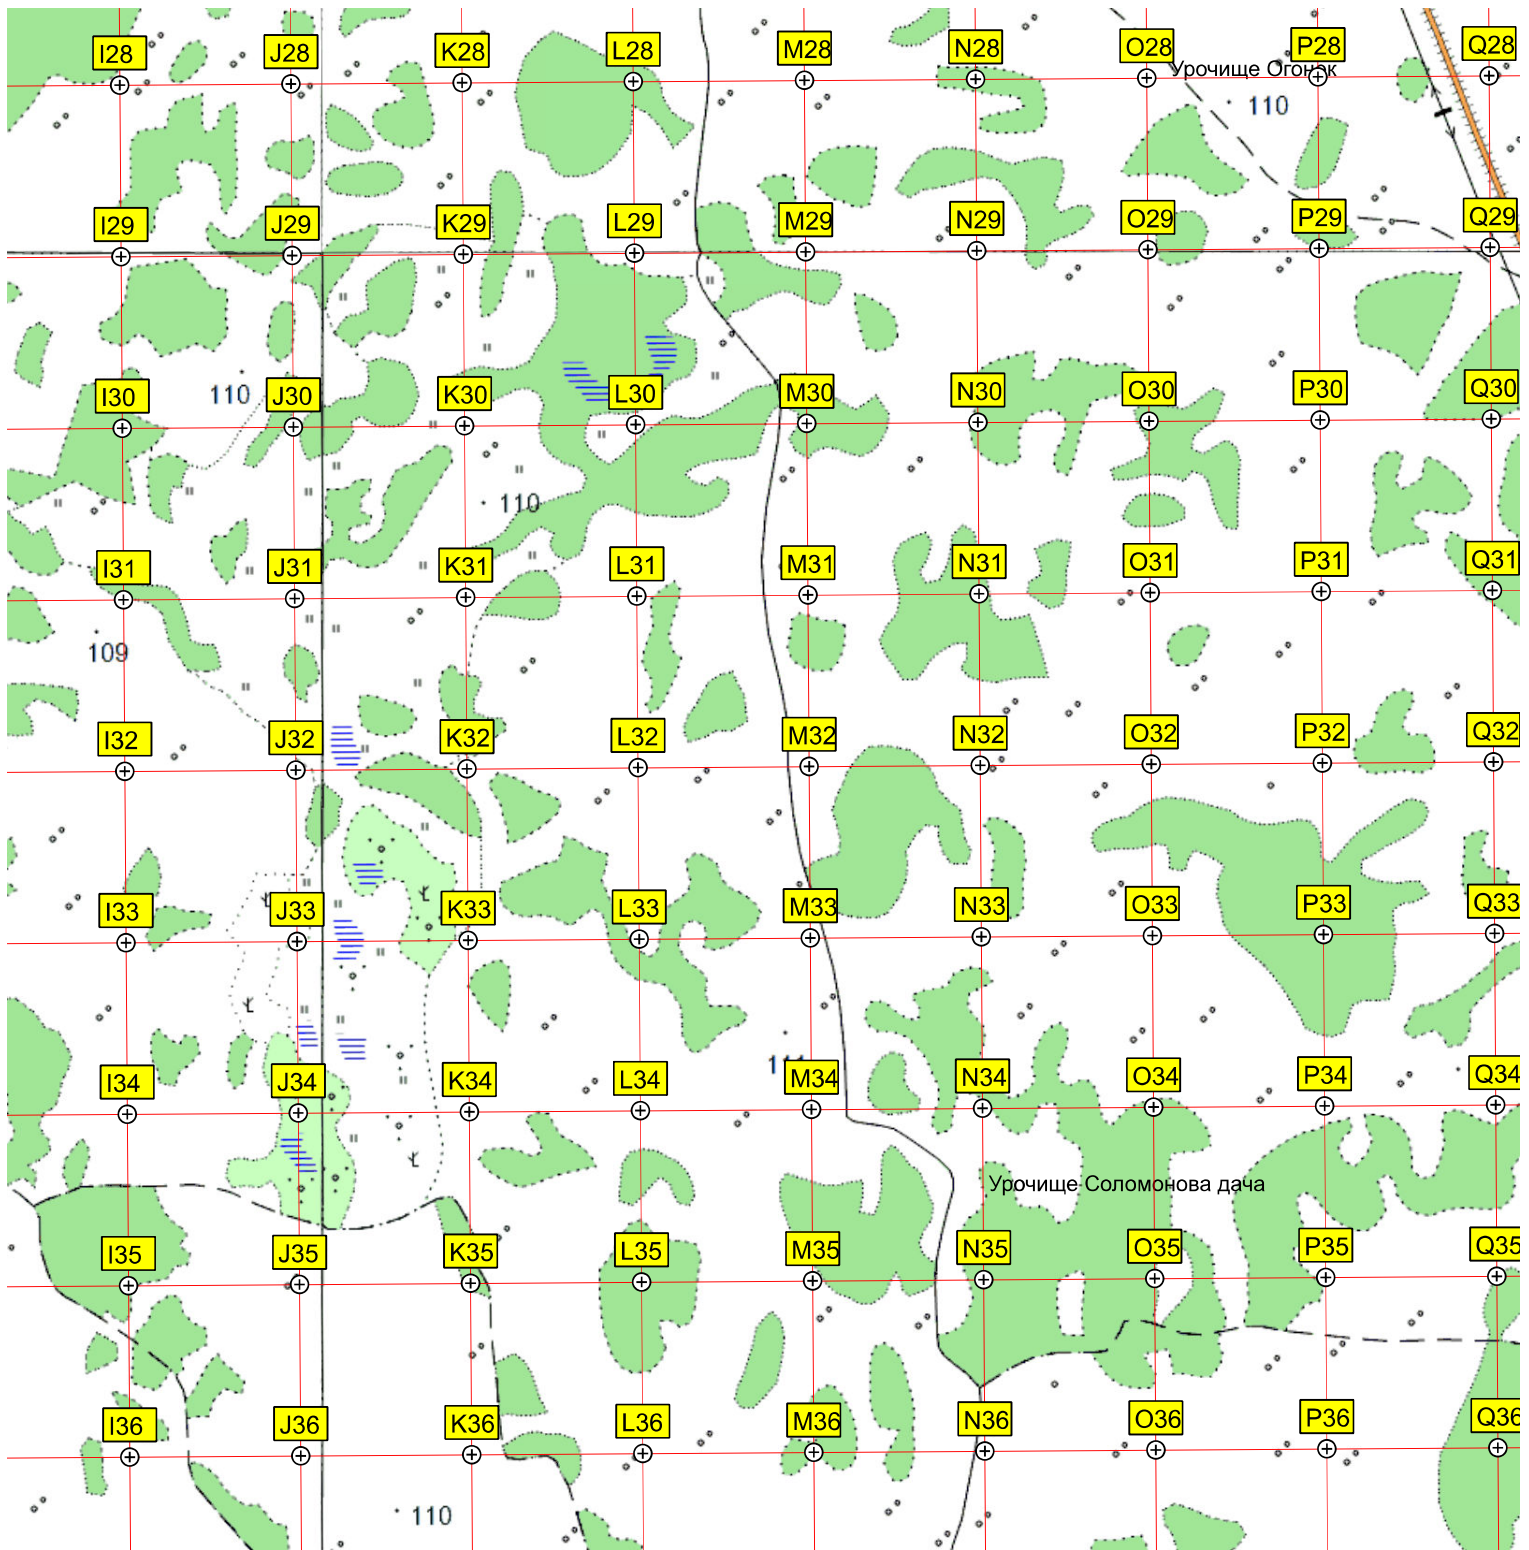 I28 J28 K28 L28 M28 N28 O28 P28 Q28
Урочище Огонек
110
I29 J29 K29 L29 M29 N29 O29 P29 Q29
110
I30 J30 K30 L30 M30 N30 O30 P30 Q30
110
I31 J31 K31 L31 M31 N31 O31 P31 Q31
109
I32 J32 K32 L32 M32 N32 O32 P32 Q32
I33 J33 K33 L33 M33 N33 O33 P33 Q33
111
I34 J34 K34 L34 M34 N34 O34 P34 Q34
Урочище Соломонова дача
I35 J35 K35 L35 M35 N35 O35 P35 Q35
I36 J36 K36 L36 M36 N36 O36 P36 Q36
110